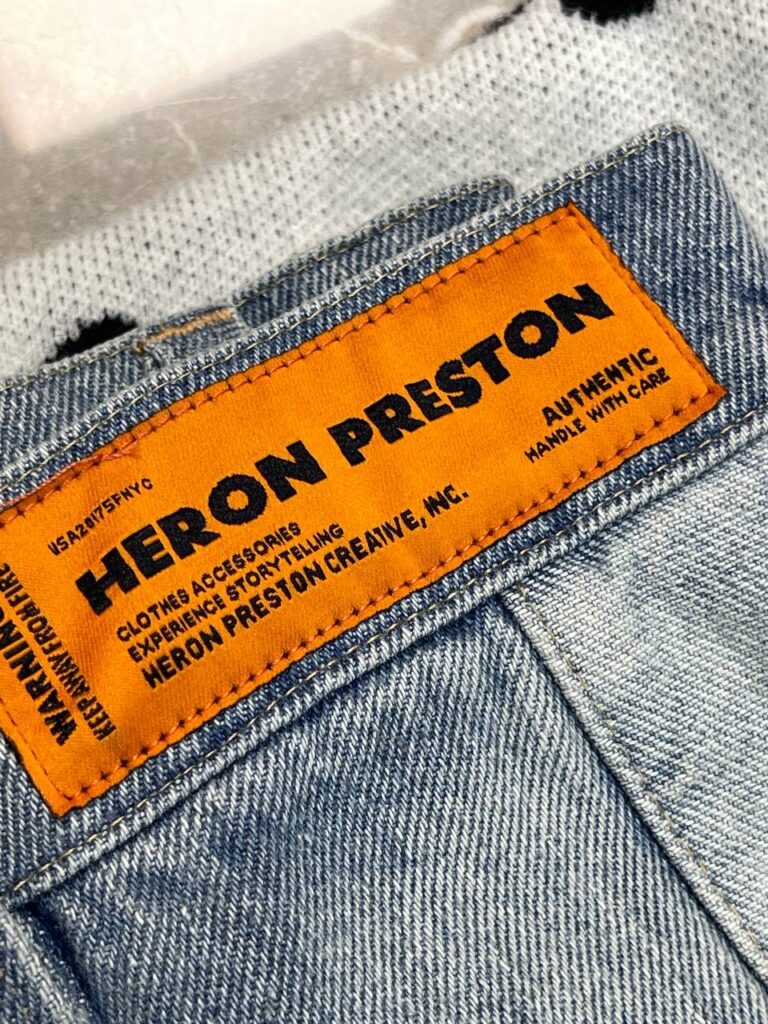 USA20175PNYC
HERON PRESTON
AUTHENTIC
HANDLE WITH CARE
CLOTHES ACCESSORIES
EXPERIENCE STORYTELLING
HERON PRESTON CREATIVE, INC.
WARNING
KEEP AWAY FROM FIRE